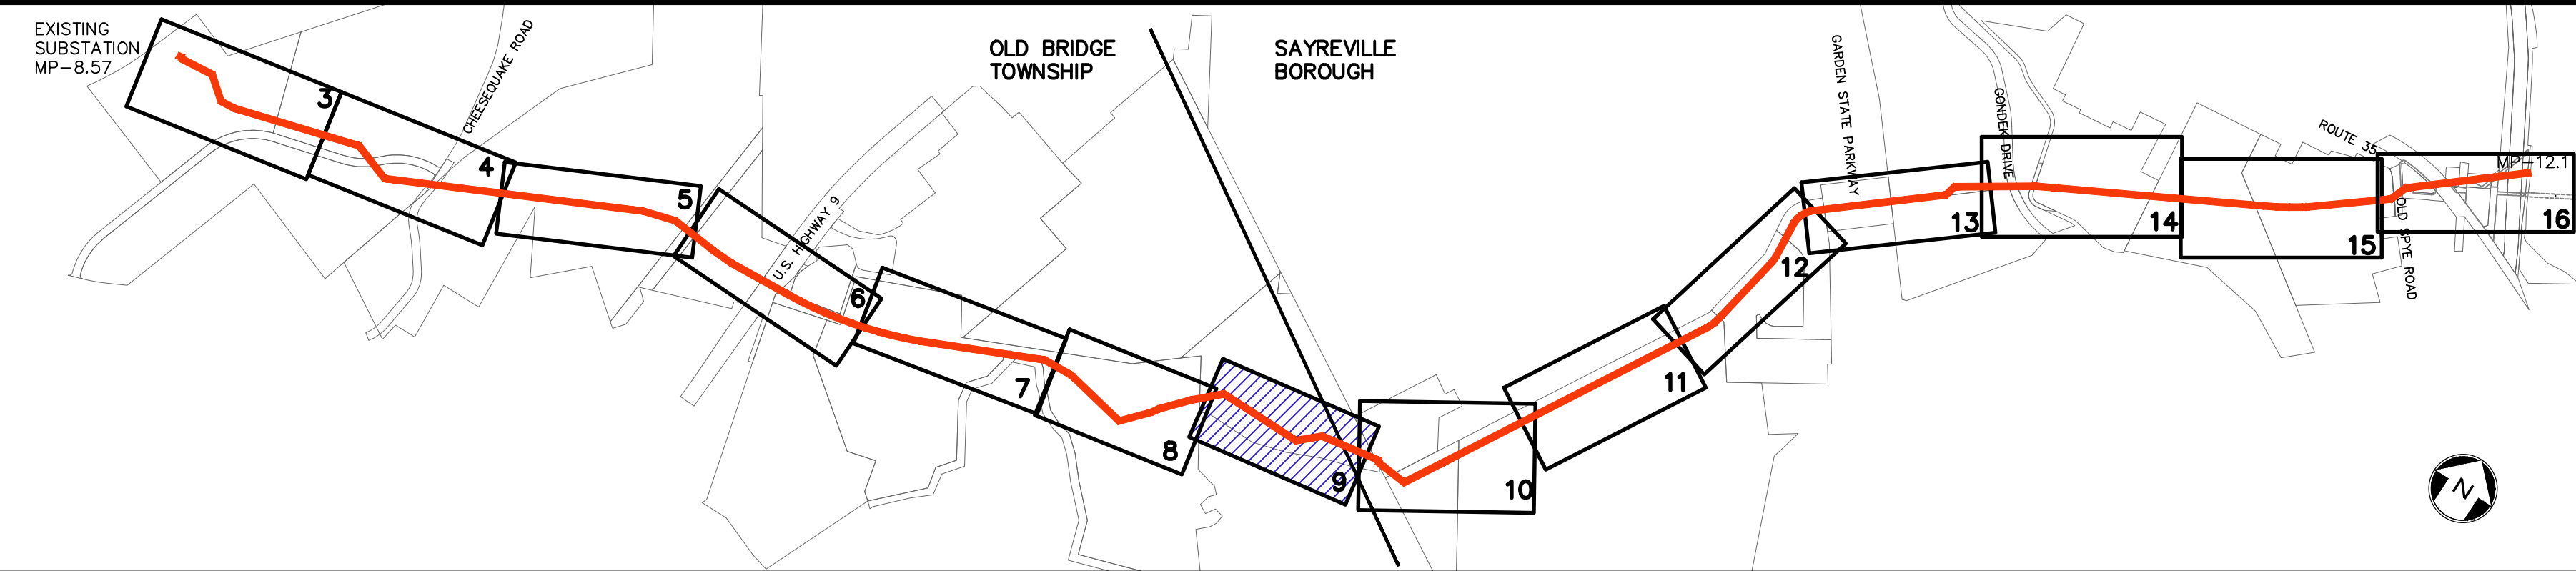 EXISTING
SUBSTATION
MP-8.57
3
CHEESEQUAKE ROAD
4
5
U.S. HIGHWAY 9
6
OLD BRIDGE
TOWNSHIP
SAYREVILLE
BOROUGH
7
8
9
10
11
12
GARDEN STATE PARKWAY
13
GONDEK DRIVE
14
ROUTE 35
15
OLD SPYE ROAD
MP-12.1
16
N